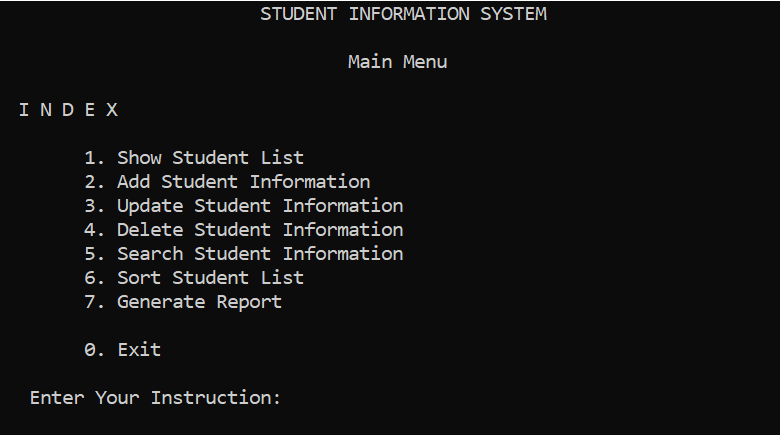 STUDENT INFORMATION SYSTEM
Main Menu
I N D E X
1. Show Student List
2. Add Student Information
3. Update Student Information
4. Delete Student Information
5. Search Student Information
6. Sort Student List
7. Generate Report
0. Exit
Enter Your Instruction: